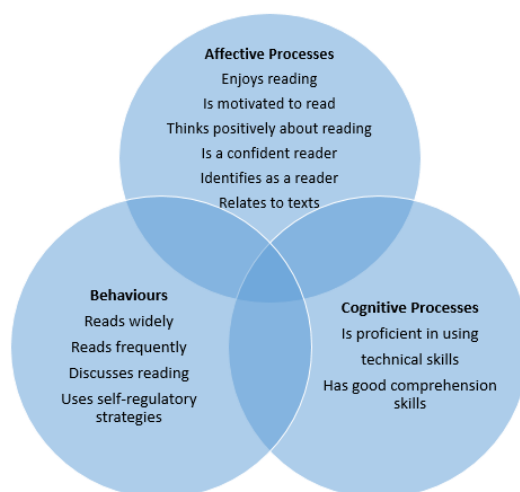 Affective Processes
Enjoys reading
Is motivated to read
Thinks positively about reading
Is a confident reader
Identifies as a reader
Relates to texts
Behaviours
Reads widely
Reads frequently
Discusses reading
Uses self-regulatory
strategies
Cognitive Processes
Is proficient in using
technical skills
Has good comprehension
skills